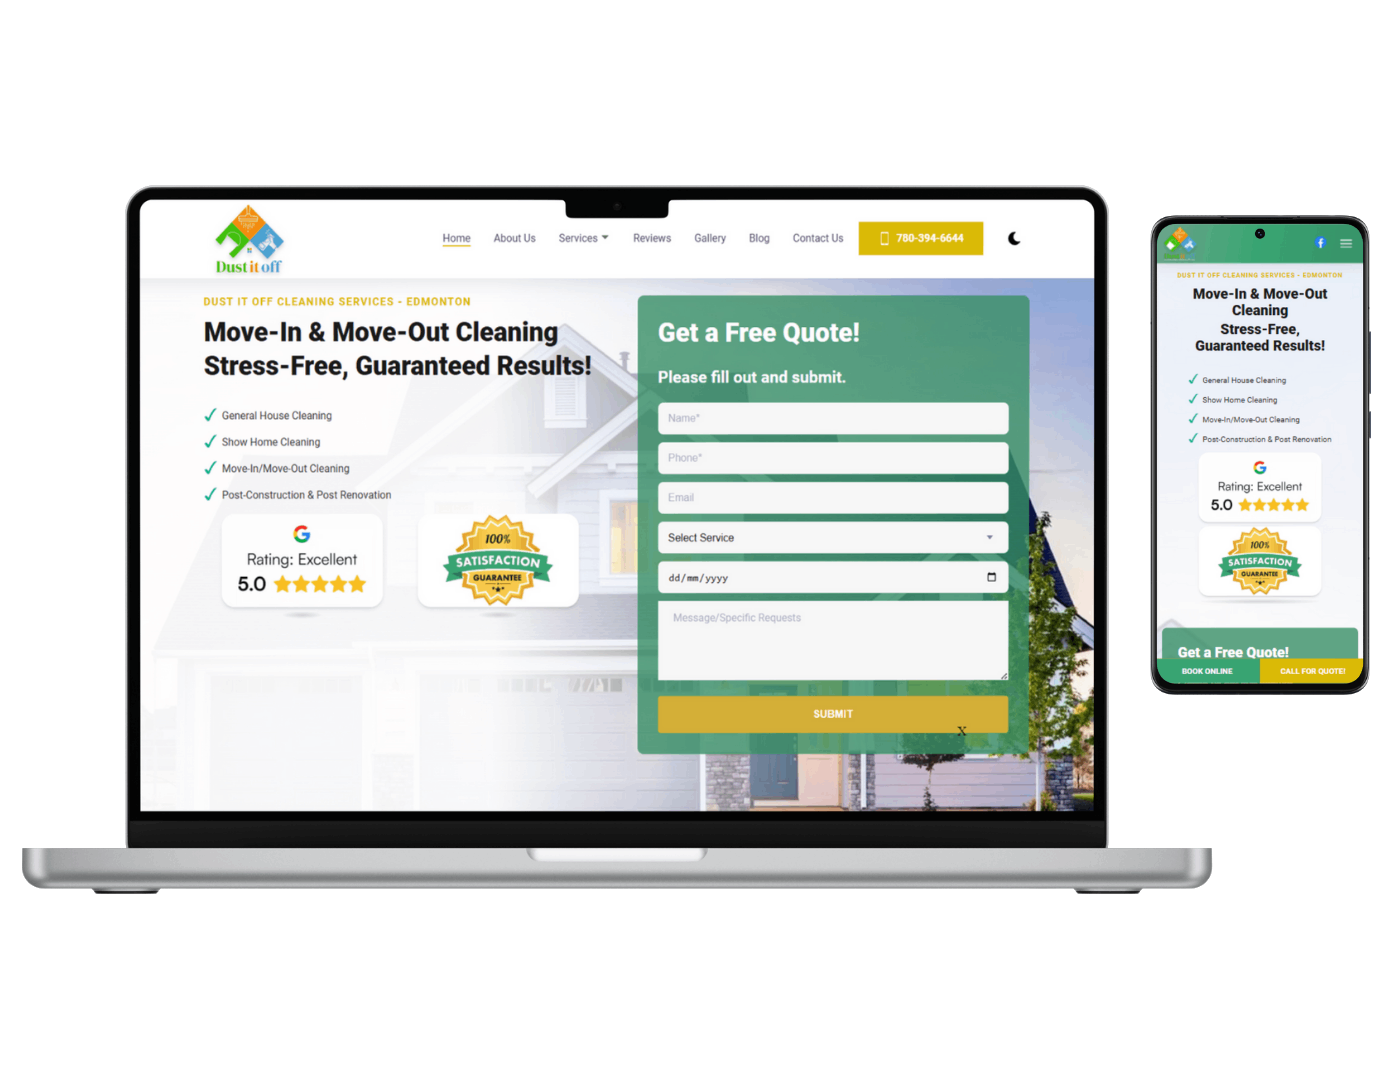 Dust it off
Home About Us Services Reviews Gallery Blog Contact Us 780-394-6644
DUST IT OFF CLEANING SERVICES - EDMONTON
Move-In & Move-Out Cleaning
Stress-Free, Guaranteed Results!
General House Cleaning
Show Home Cleaning
Move-In/Move-Out Cleaning
Post-Construction & Post Renovation
G
Rating: Excellent
5.0
100%
SATISFACTION
GUARANTEE
Get a Free Quote!
Please fill out and submit.
Name*
Phone*
Email
Select Service
dd/mm/yyyy
Message/Specific Requests
SUBMIT
X
DUST IT OFF CLEANING SERVICES - EDMONTON
Move-In & Move-Out
Cleaning
Stress-Free,
Guaranteed Results!
General House Cleaning
Show Home Cleaning
Move-In/Move-Out Cleaning
Post-Construction & Post Renovation
G
Rating: Excellent
5.0
100%
SATISFACTION
GUARANTEE
Get a Free Quote!
BOOK ONLINE CALL FOR QUOTE!